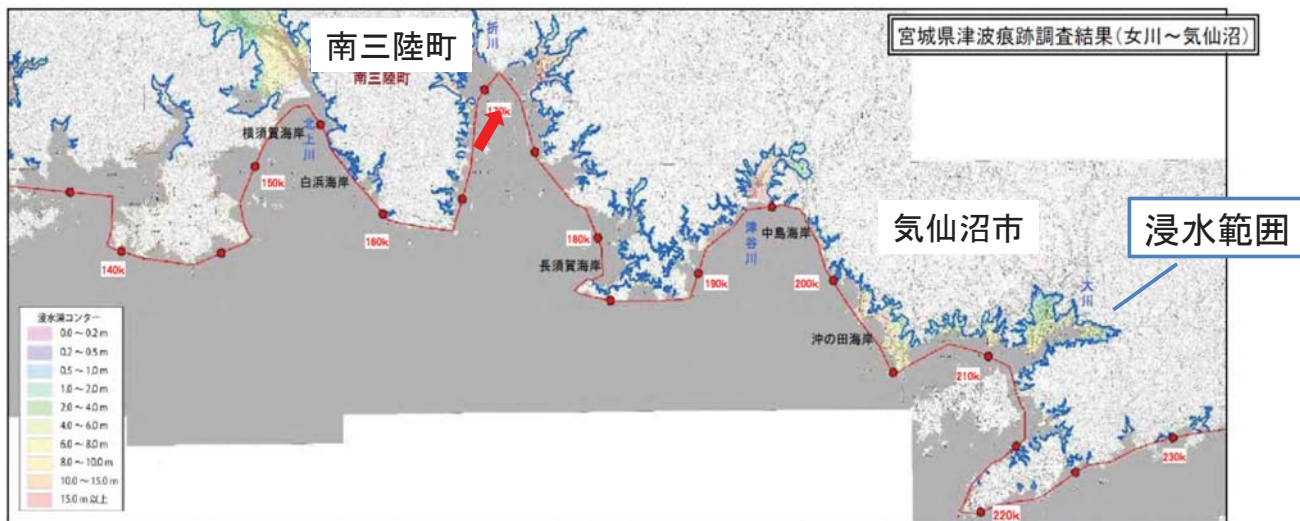 宮城県津波痕跡調査結果(女川～気仙沼)
南三陸町
南三陸町
折川
170k
横須賀海岸
北上川
150k
白浜海岸
160k
140k
180k
長須賀海岸
190k
津谷川
中島海岸
200k
気仙沼市
浸水範囲
大川
沖の田海岸
210k
220k
230k
浸水深コンター
0.0～0.2 m
0.2～0.5 m
0.5～1.0 m
1.0～2.0 m
2.0～4.0 m
4.0～6.0 m
6.0～8.0 m
8.0～10.0 m
10.0～15.0 m
15.0 m 以上